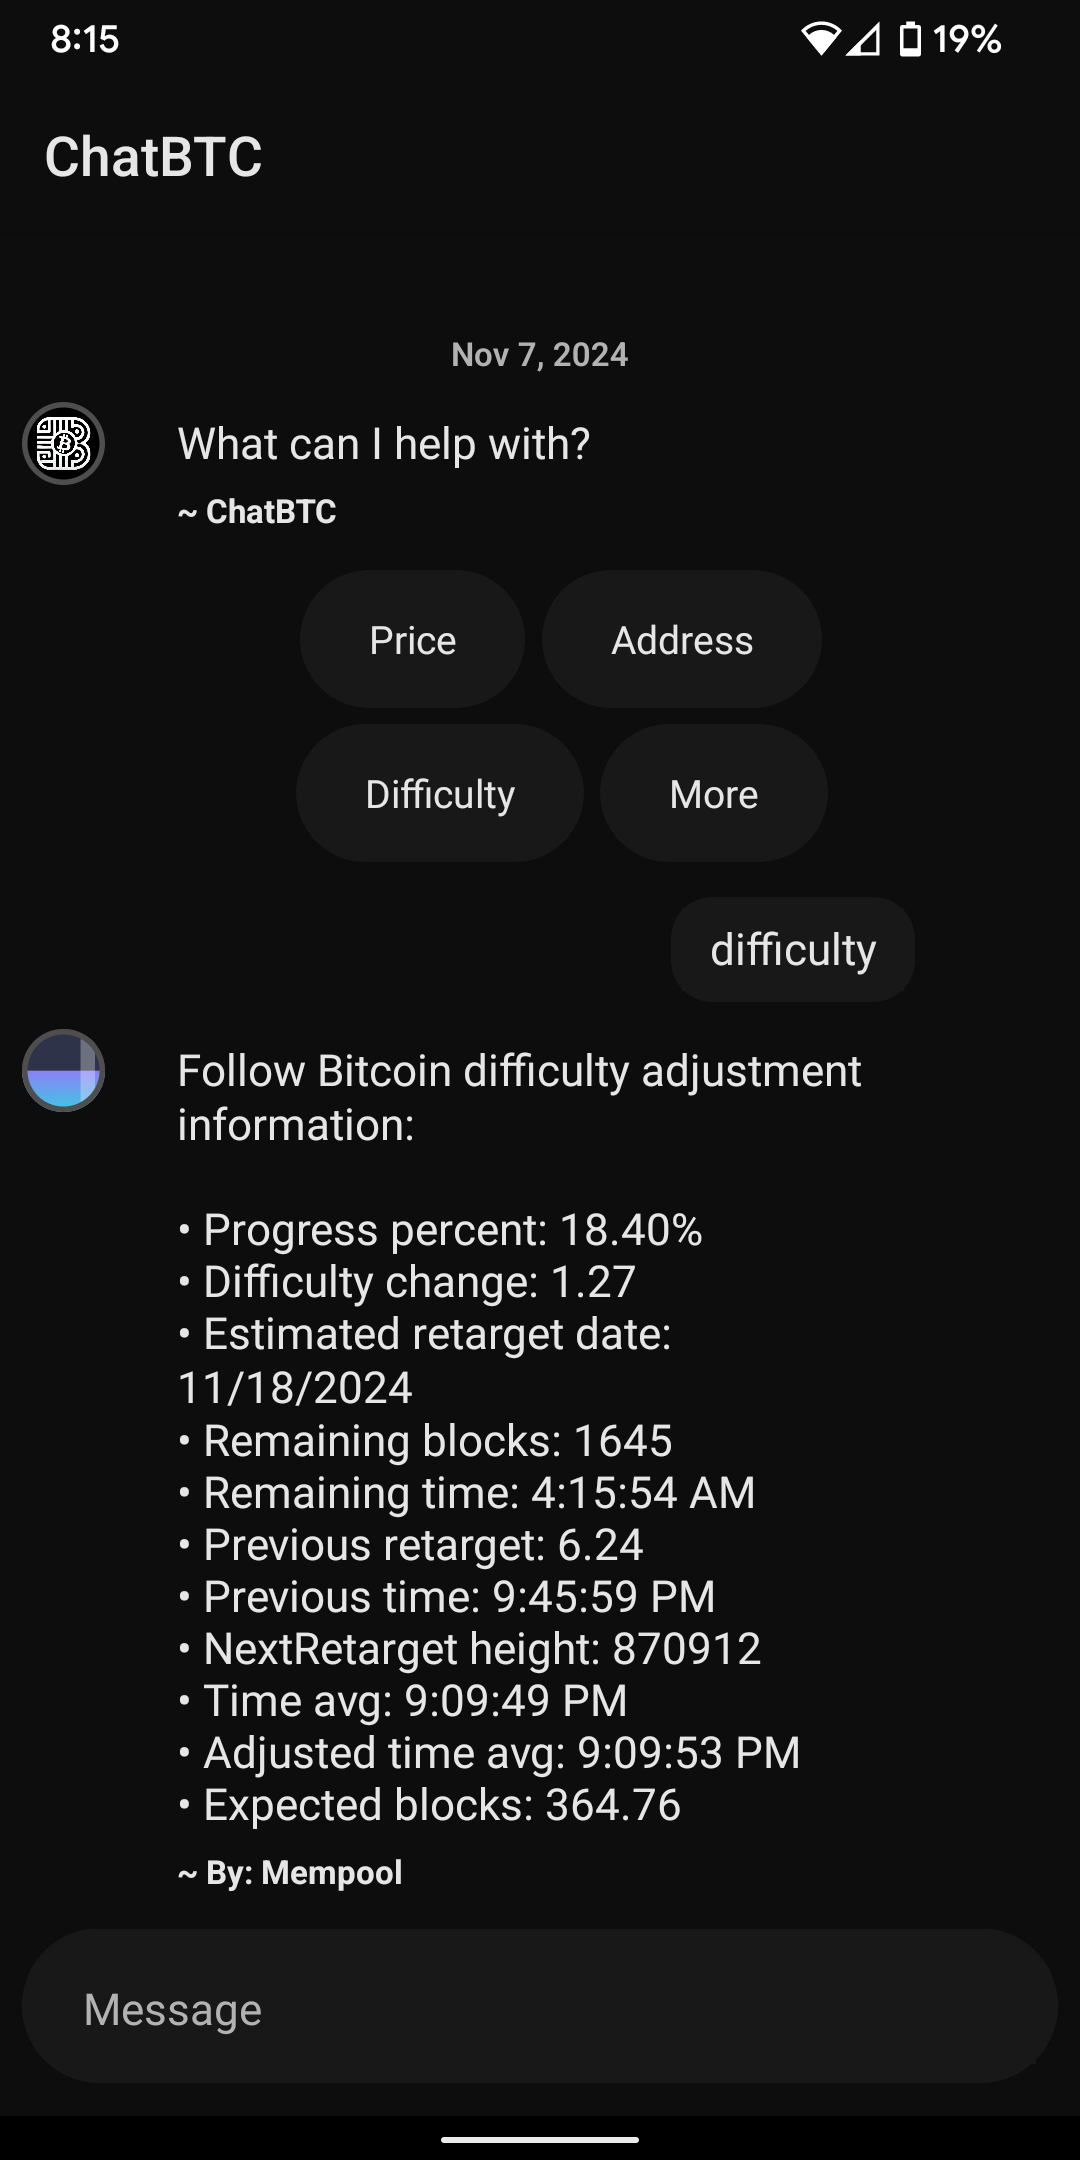 8:15
19%
ChatBTC
Nov 7, 2024
What can I help with?
~ ChatBTC
Price
Address
Difficulty
More
difficulty
Follow Bitcoin difficulty adjustment
information:
• Progress percent: 18.40%
• Difficulty change: 1.27
• Estimated retarget date:
11/18/2024
• Remaining blocks: 1645
• Remaining time: 4:15:54 AM
• Previous retarget: 6.24
• Previous time: 9:45:59 PM
• NextRetarget height: 870912
• Time avg: 9:09:49 PM
• Adjusted time avg: 9:09:53 PM
• Expected blocks: 364.76
~ By: Mempool
Message